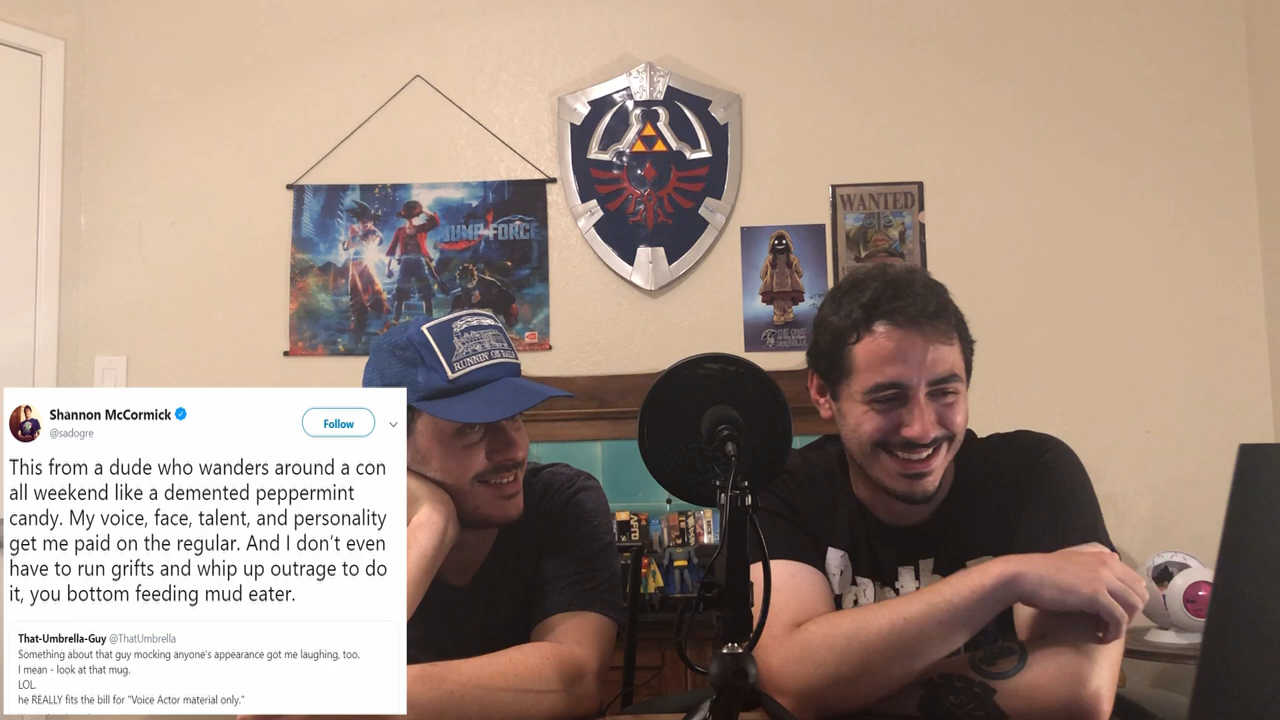 JUMP FORCE
WANTED
RUNNIN' ON RAILS
Shannon McCormick
@sadogre
Follow
This from a dude who wanders around a con
all weekend like a demented peppermint
candy. My voice, face, talent, and personality
get me paid on the regular. And I don't even
have to run grifts and whip up outrage to do
it, you bottom feeding mud eater.
That-Umbrella-Guy @ThatUmbrella
Something about that guy mocking anyone's appearance got me laughing, too.
I mean - look at that mug.
LOL.
he REALLY fits the bill for "Voice Actor material only."